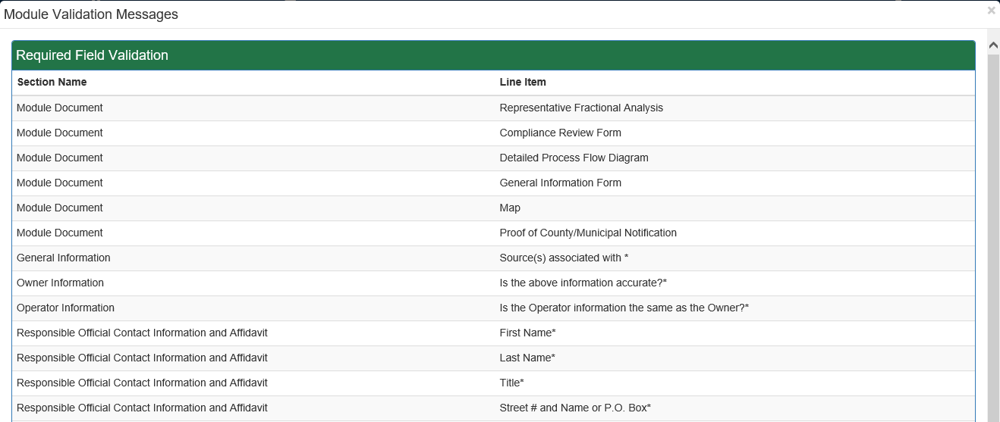 Module Validation Messages ×
Required Field Validation
Section Name Line Item
Module Document Representative Fractional Analysis
Module Document Compliance Review Form
Module Document Detailed Process Flow Diagram
Module Document General Information Form
Module Document Map
Module Document Proof of County/Municipal Notification
General Information Source(s) associated with *
Owner Information Is the above information accurate?*
Operator Information Is the Operator information the same as the Owner?*
Responsible Official Contact Information and Affidavit First Name*
Responsible Official Contact Information and Affidavit Last Name*
Responsible Official Contact Information and Affidavit Title*
Responsible Official Contact Information and Affidavit Street # and Name or P.O. Box*